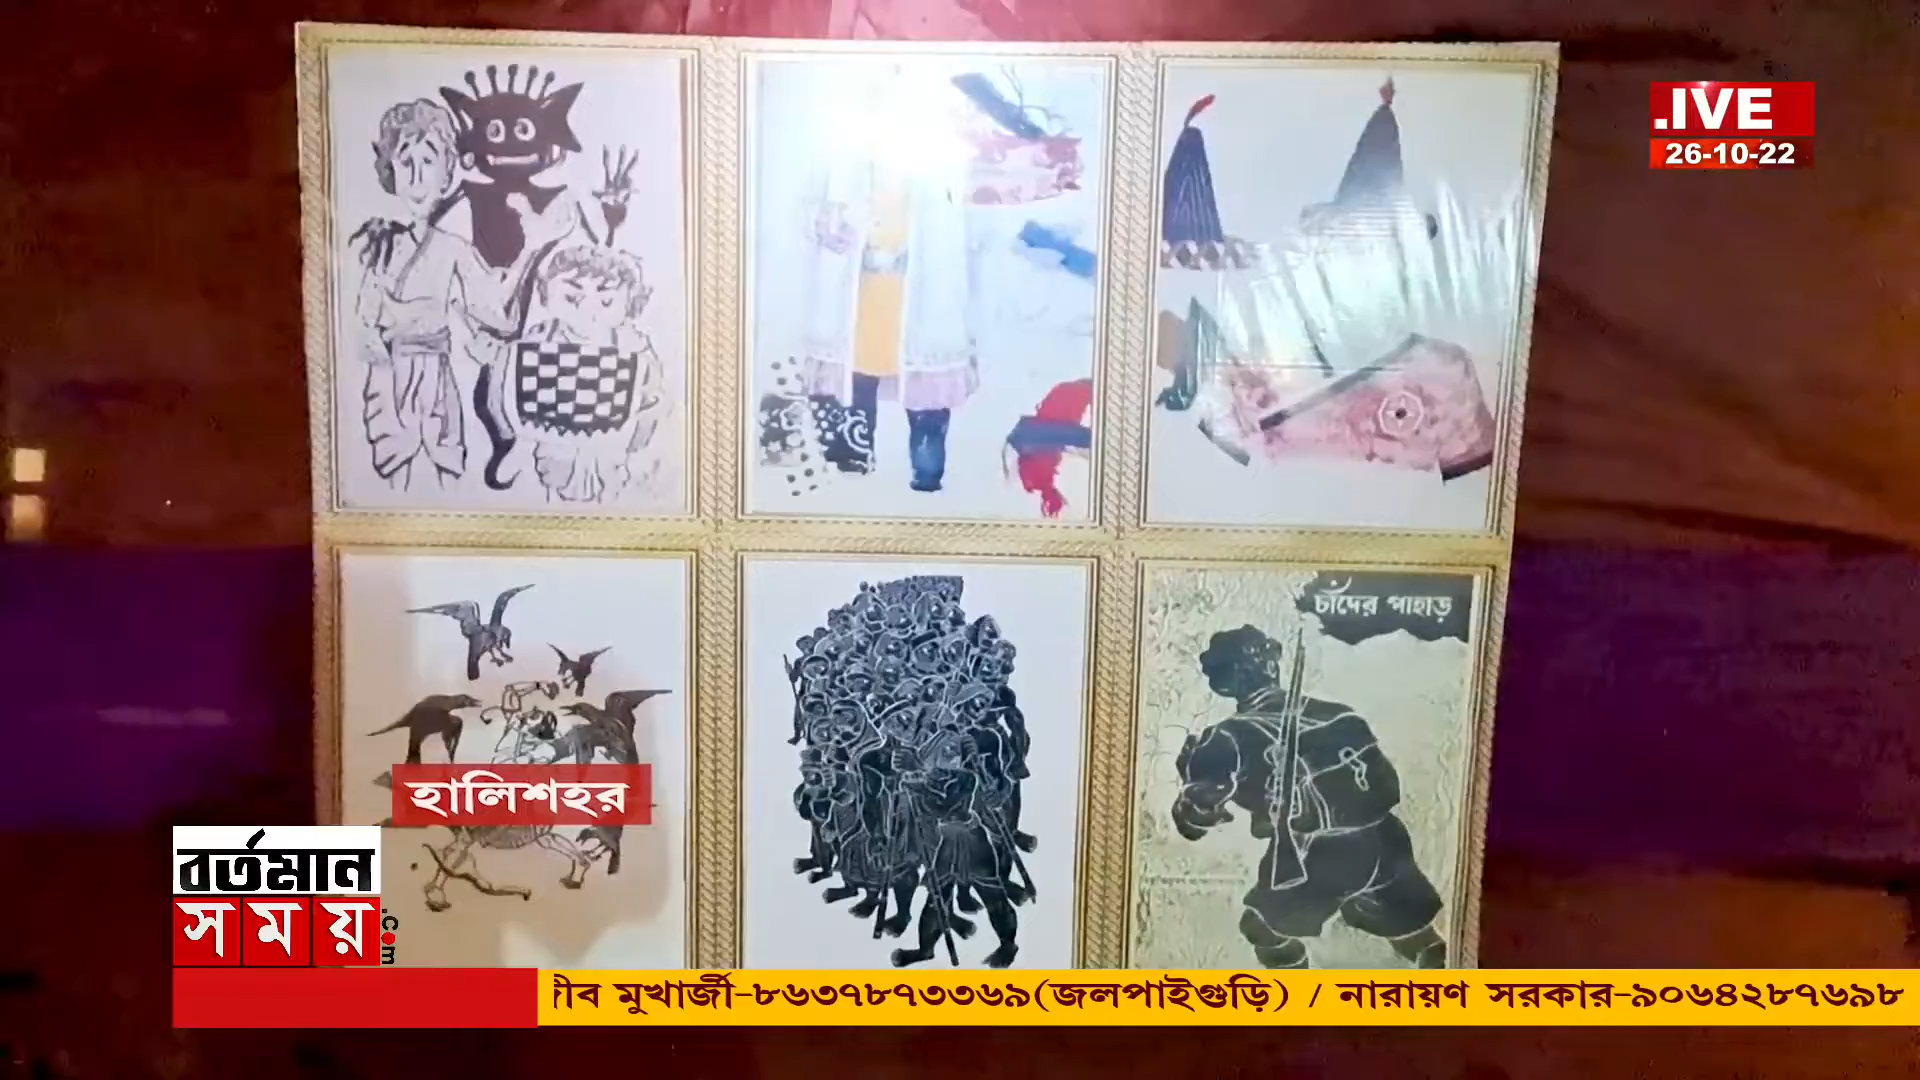 .IVE
26-10-22
চাঁদের পাহাড়
হালিশহর
বর্তমান
সময়
.com
মুখার্জী-৮৬৩৭৮৭৩৩৬৯(জলপাইগুড়ি) / নারায়ণ সরকার-৯০৬৪২৮৭৬৯৮